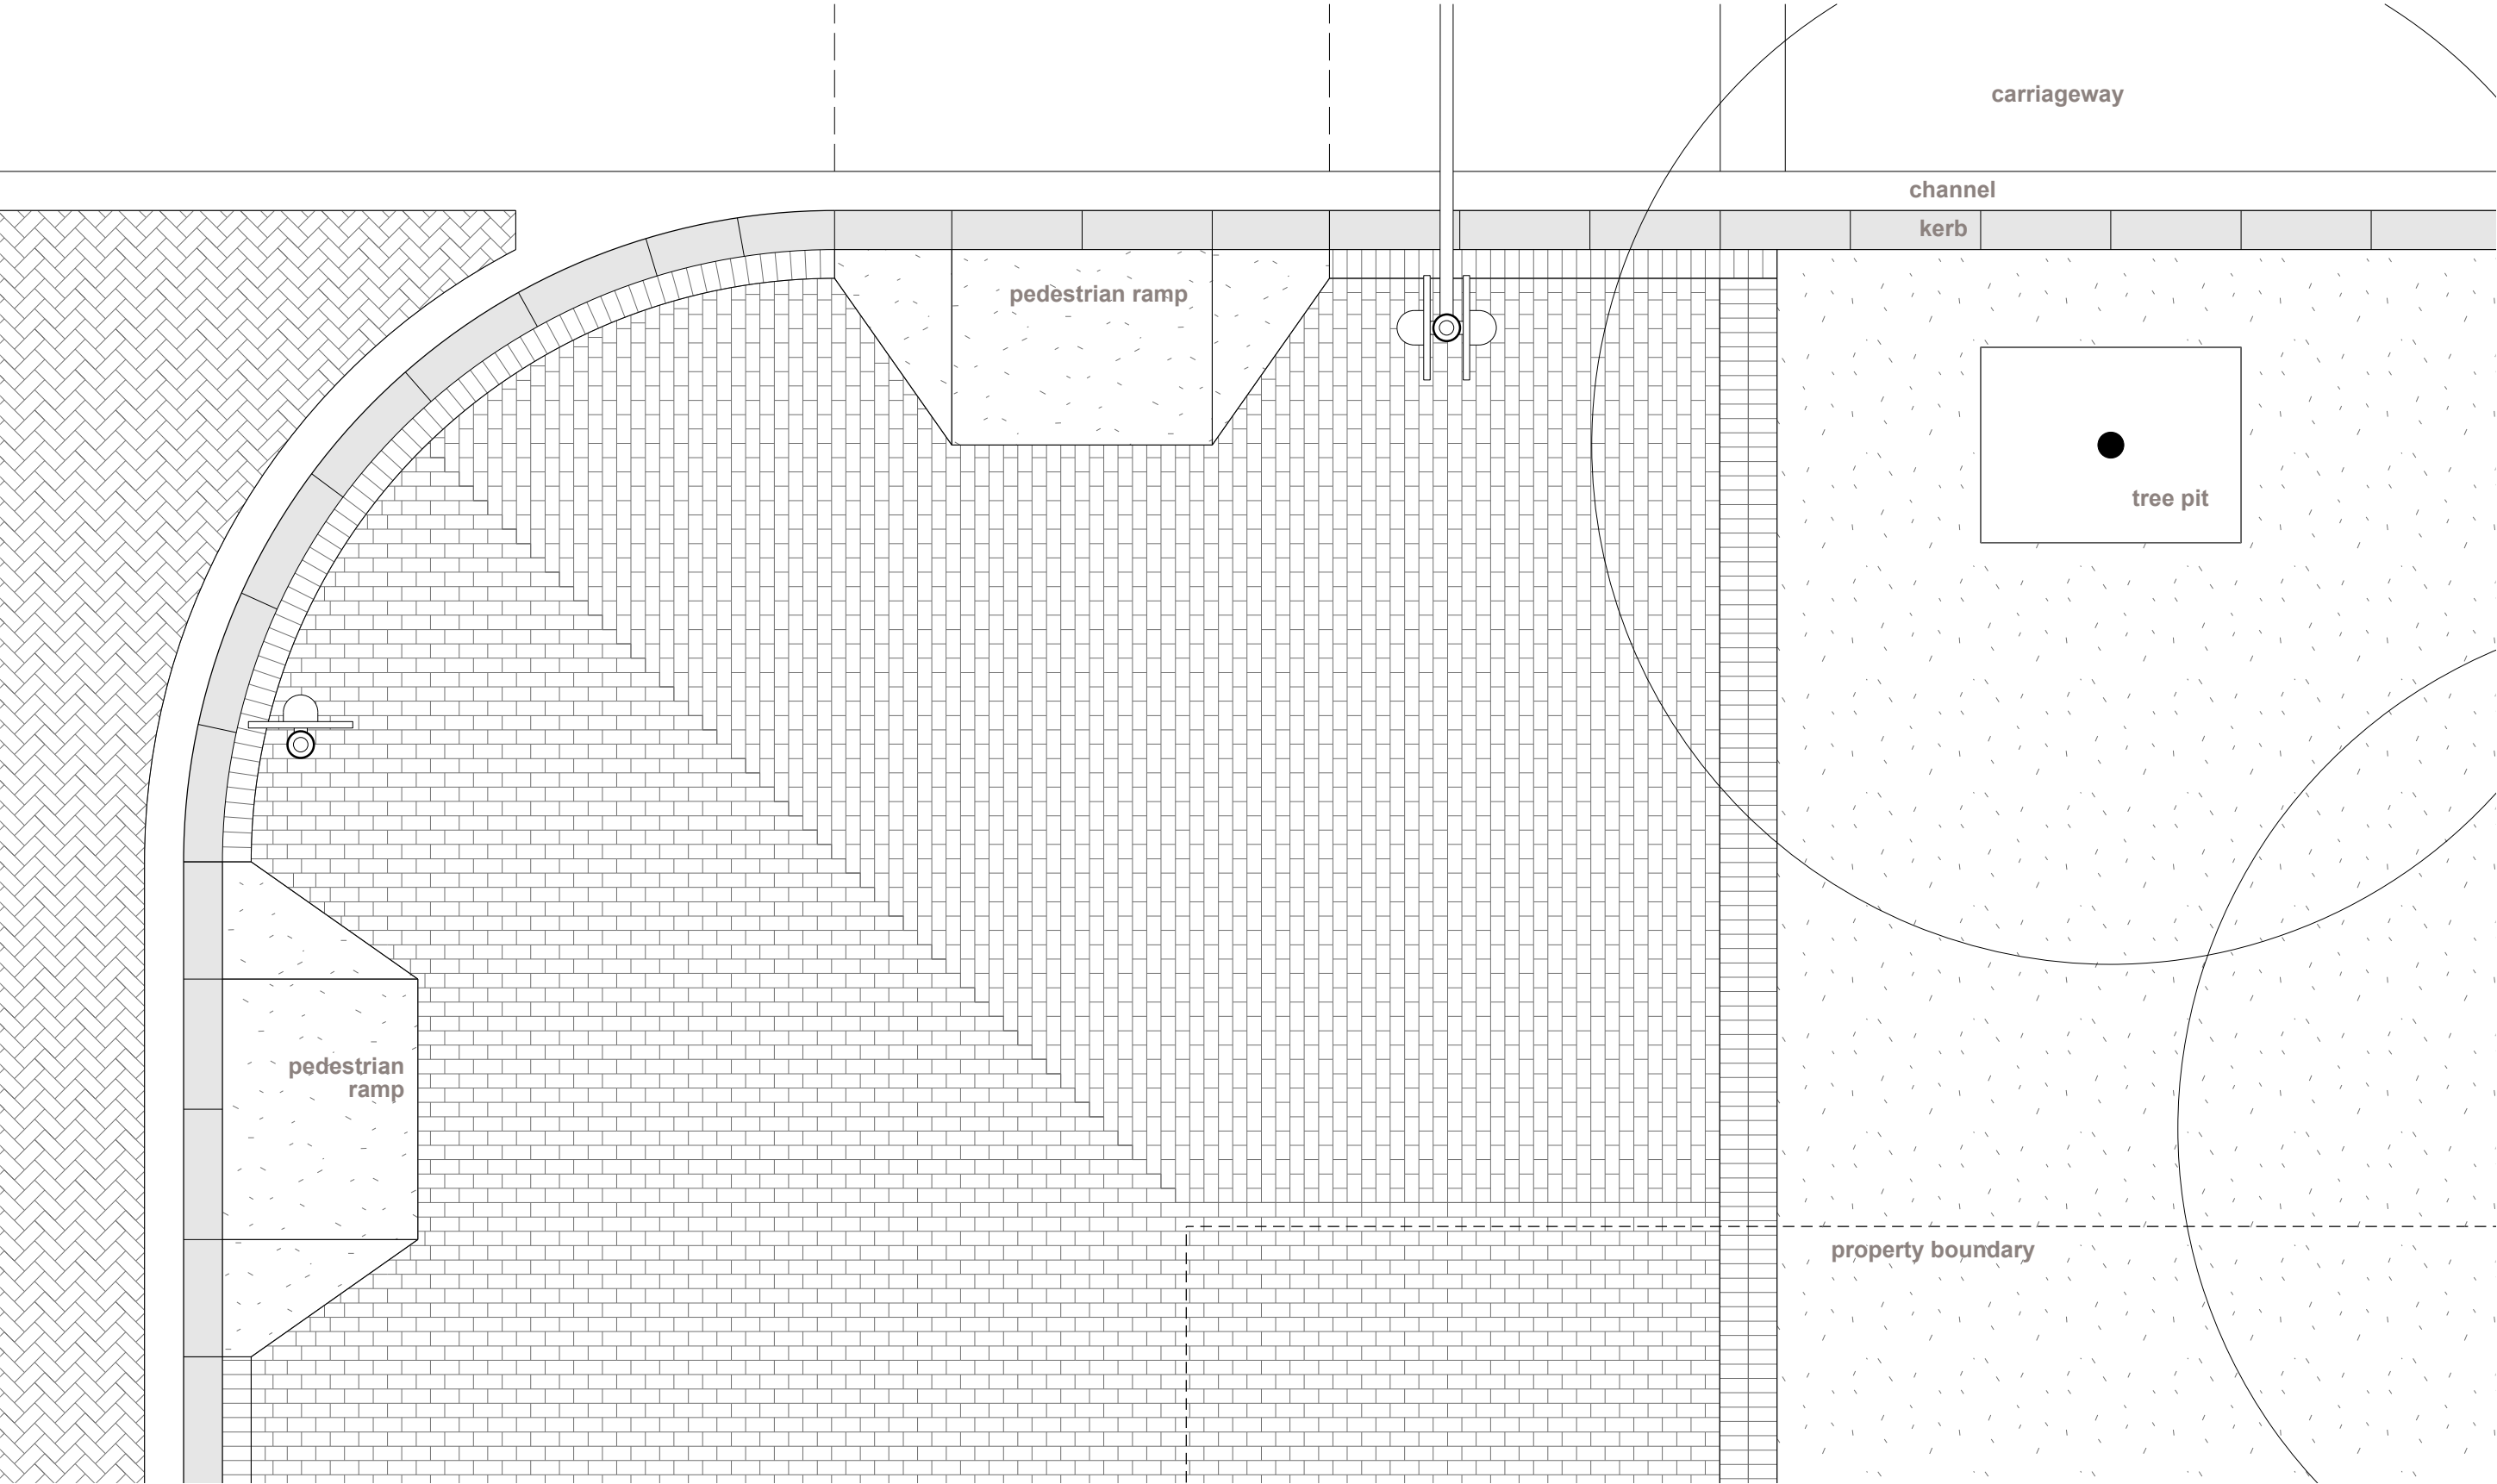 carriageway
channel
kerb
pedestrian ramp
tree pit
pedestrian
ramp
property boundary